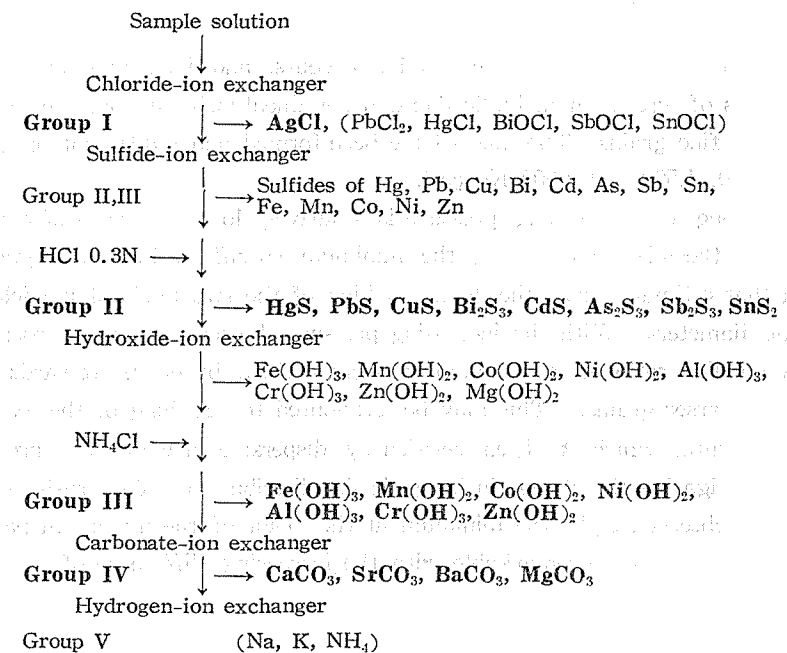 Sample solution
Chloride-ion exchanger
Group I → AgCl, (PbCl₂, HgCl, BiOCl, SbOCl, SnOCl)
Sulfide-ion exchanger
Group II,III → Sulfides of Hg, Pb, Cu, Bi, Cd, As, Sb, Sn,
Fe, Mn, Co, Ni, Zn
HCl 0.3N →
Group II → HgS, PbS, CuS, Bi₂S₃, CdS, As₂S₃, Sb₂S₃, SnS₂
Hydroxide-ion exchanger
→ Fe(OH)₃, Mn(OH)₂, Co(OH)₂, Ni(OH)₂, Al(OH)₃,
Cr(OH)₃, Zn(OH)₂, Mg(OH)₂
NH₄Cl →
Group III → Fe(OH)₃, Mn(OH)₂, Co(OH)₂, Ni(OH)₂,
Al(OH)₃, Cr(OH)₃, Zn(OH)₂
Carbonate-ion exchanger
Group IV → CaCO₃, SrCO₃, BaCO₃, MgCO₃
Hydrogen-ion exchanger
Group V (Na, K, NH₄)